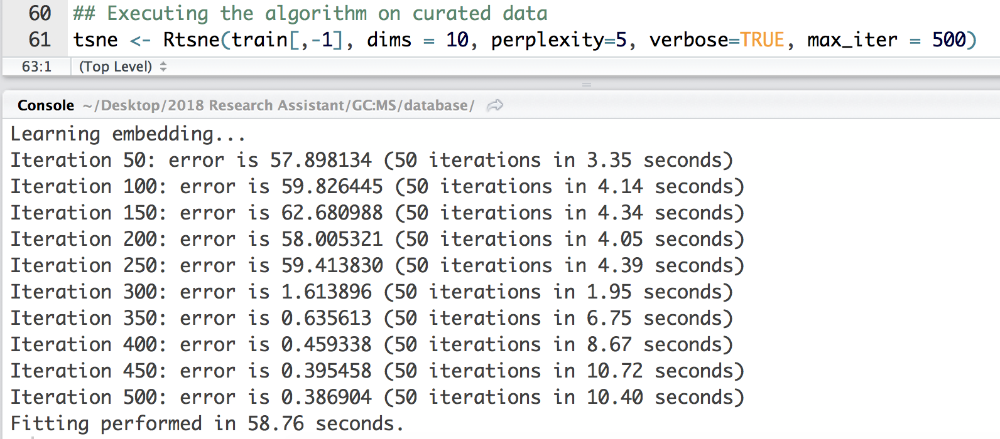 60 ## Executing the algorithm on curated data
61 tsne <- Rtsne(train[,-1], dims = 10, perplexity=5, verbose=TRUE, max_iter = 500)
63:1 (Top Level)
Console ~/Desktop/2018 Research Assistant/GC:MS/database/
Learning embedding...
Iteration 50: error is 57.898134 (50 iterations in 3.35 seconds)
Iteration 100: error is 59.826445 (50 iterations in 4.14 seconds)
Iteration 150: error is 62.680988 (50 iterations in 4.34 seconds)
Iteration 200: error is 58.005321 (50 iterations in 4.05 seconds)
Iteration 250: error is 59.413830 (50 iterations in 4.39 seconds)
Iteration 300: error is 1.613896 (50 iterations in 1.95 seconds)
Iteration 350: error is 0.635613 (50 iterations in 6.75 seconds)
Iteration 400: error is 0.459338 (50 iterations in 8.67 seconds)
Iteration 450: error is 0.395458 (50 iterations in 10.72 seconds)
Iteration 500: error is 0.386904 (50 iterations in 10.40 seconds)
Fitting performed in 58.76 seconds.